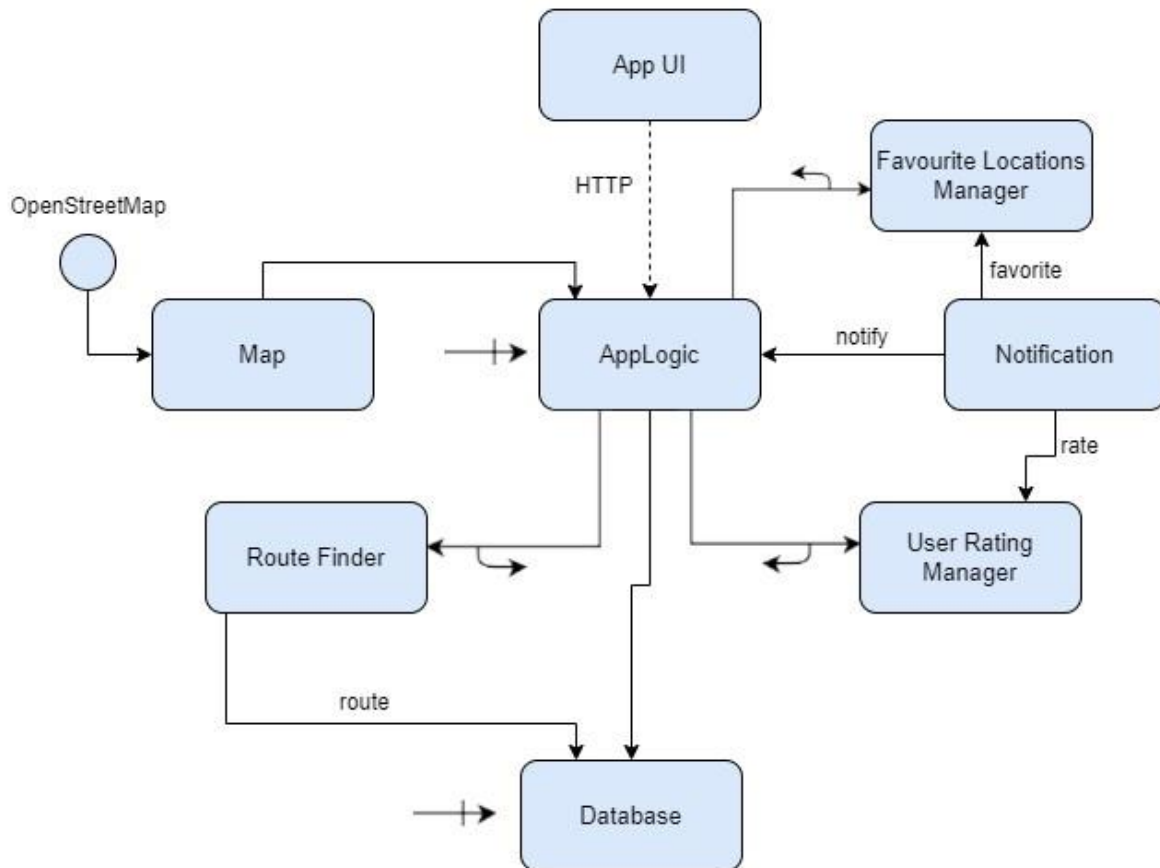 App UI
HTTP
Favourite Locations
Manager
OpenStreetMap
favorite
Map
AppLogic
notify
Notification
rate
Route Finder
User Rating
Manager
route
Database